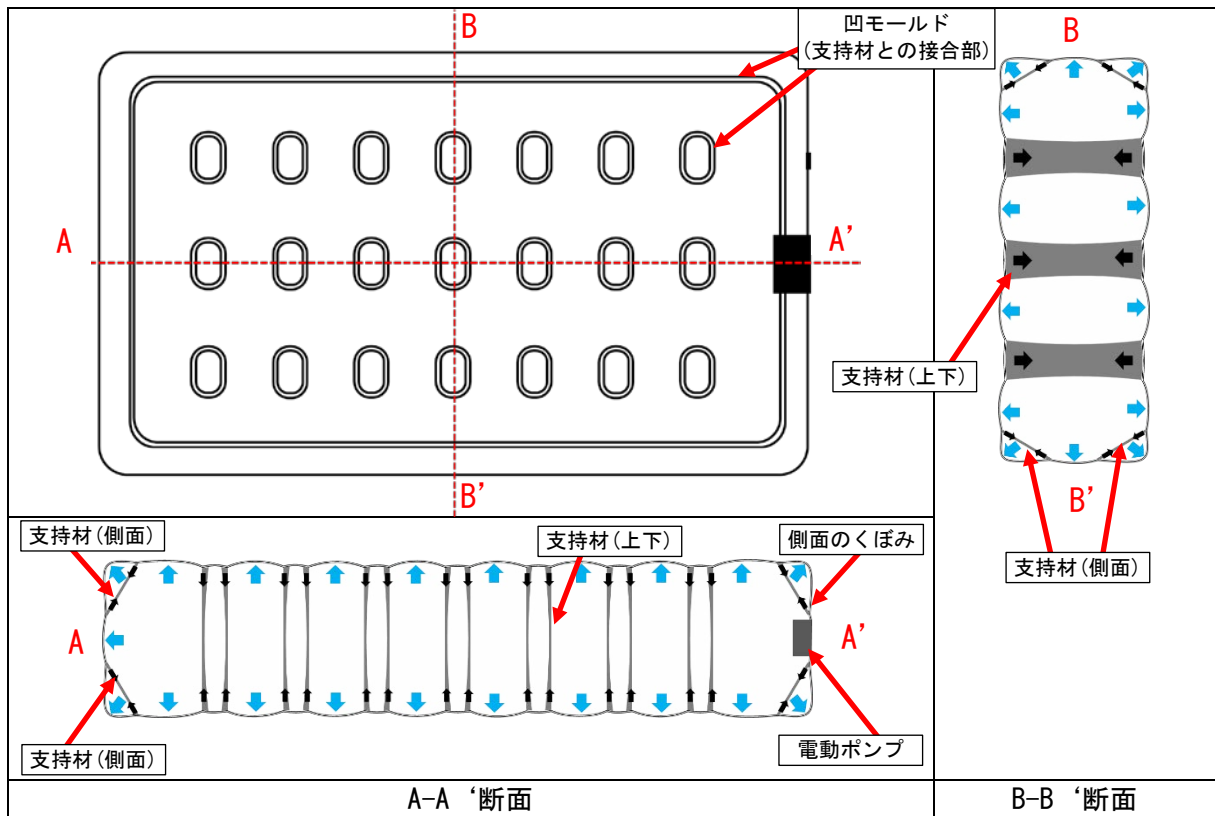 B
凹モールド
(支持材との接合部)
A
A’
B’
B
支持材(上下)
B’
支持材(側面)
支持材(側面)
支持材(上下)
側面のくぼみ
A
A’
支持材(側面)
電動ポンプ
A-A ‘断面
B-B ‘断面